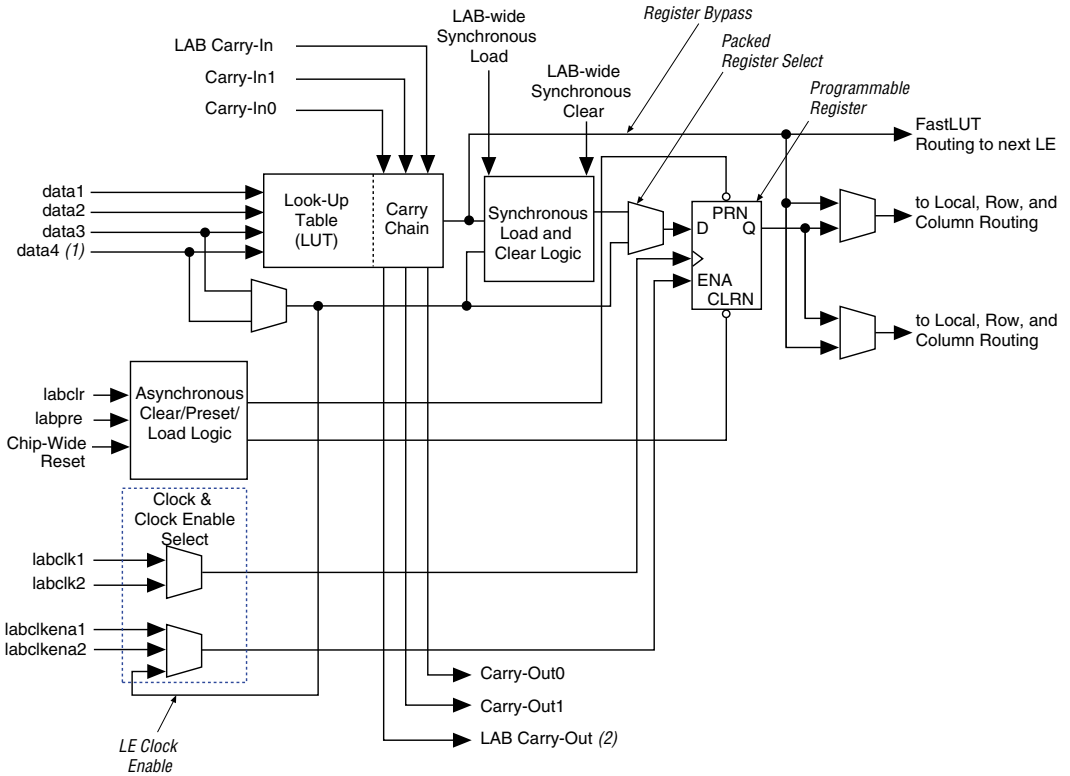 LAB-wide
Synchronous
Load
Register Bypass
Packed
Register Select
LAB Carry-In
Carry-In1
Carry-In0
LAB-wide
Synchronous
Clear
Programmable
Register
FastLUT
Routing to next LE
data1
data2
data3
data4 (1)
Look-Up
Table
(LUT)
Carry
Chain
Synchronous
Load and
Clear Logic
PRN
D
Q
ENA
CLRN
to Local, Row, and
Column Routing
to Local, Row, and
Column Routing
labclr
labpre
Chip-Wide
Reset
Asynchronous
Clear/Preset/
Load Logic
Clock &
Clock Enable
Select
labclk1
labclk2
labclkena1
labclkena2
Carry-Out0
Carry-Out1
LAB Carry-Out (2)
LE Clock
Enable